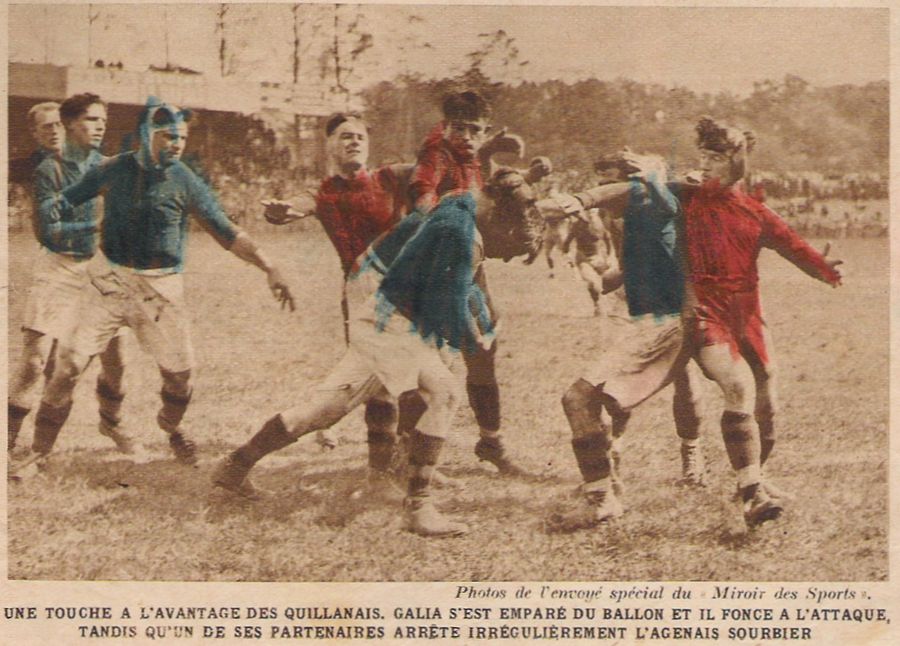 Photos de l'envoyé spécial du « Miroir des Sports ».
UNE TOUCHE A L'AVANTAGE DES QUILLANAIS. GALIA S'EST EMPARÉ DU BALLON ET IL FONCE A L'ATTAQUE,
TANDIS QU'UN DE SES PARTENAIRES ARRÊTE IRRÉGULIÈREMENT L'AGENAIS SOURBIER